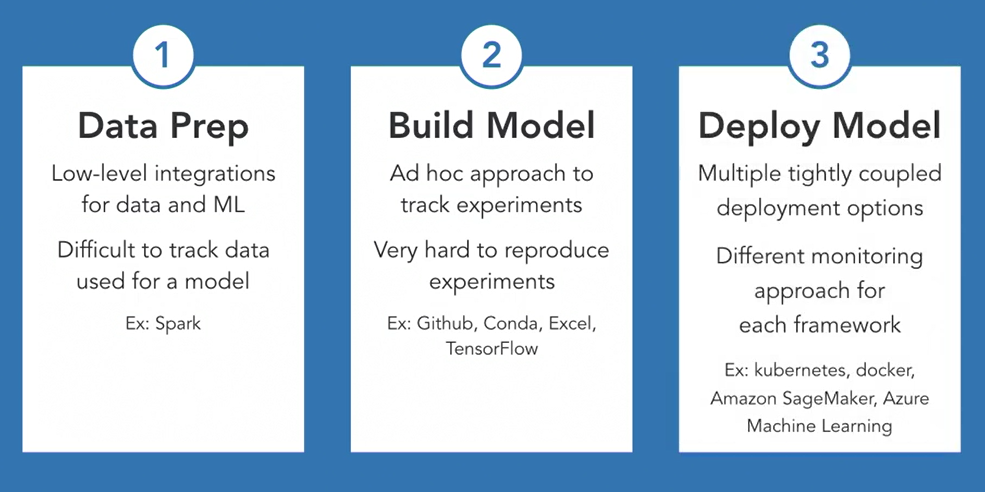 1
Data Prep
Low-level integrations
for data and ML
Difficult to track data
used for a model
Ex: Spark
2
Build Model
Ad hoc approach to
track experiments
Very hard to reproduce
experiments
Ex: Github, Conda, Excel,
TensorFlow
3
Deploy Model
Multiple tightly coupled
deployment options
Different monitoring
approach for
each framework
Ex: kubernetes, docker,
Amazon SageMaker, Azure
Machine Learning